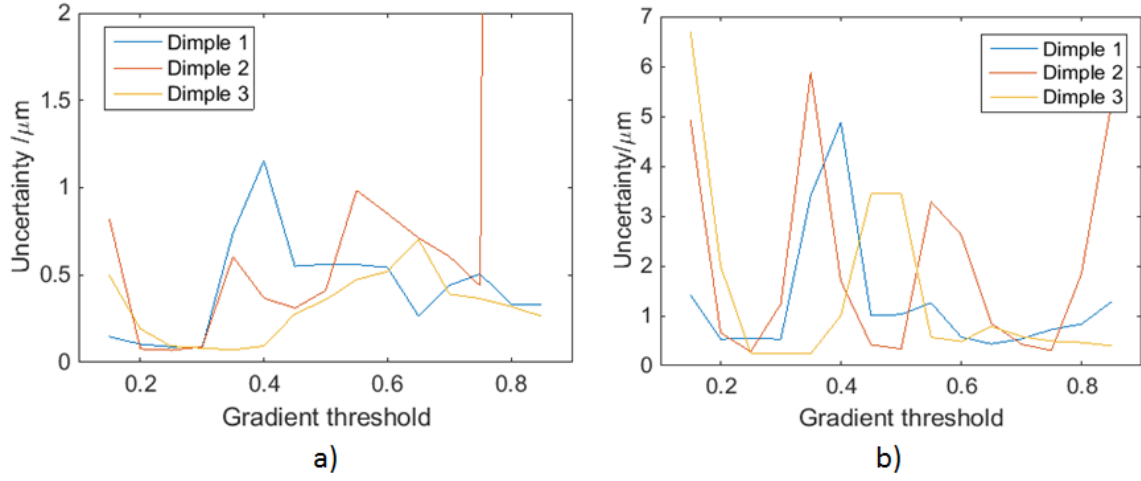 2
1.5
1
0.5
0
0.2
0.4
0.6
0.8
Uncertainty /μm
Gradient threshold
Dimple 1
Dimple 2
Dimple 3
a)
7
6
5
4
3
2
1
0
0.2
0.4
0.6
0.8
Uncertainty/μm
Gradient threshold
Dimple 1
Dimple 2
Dimple 3
b)